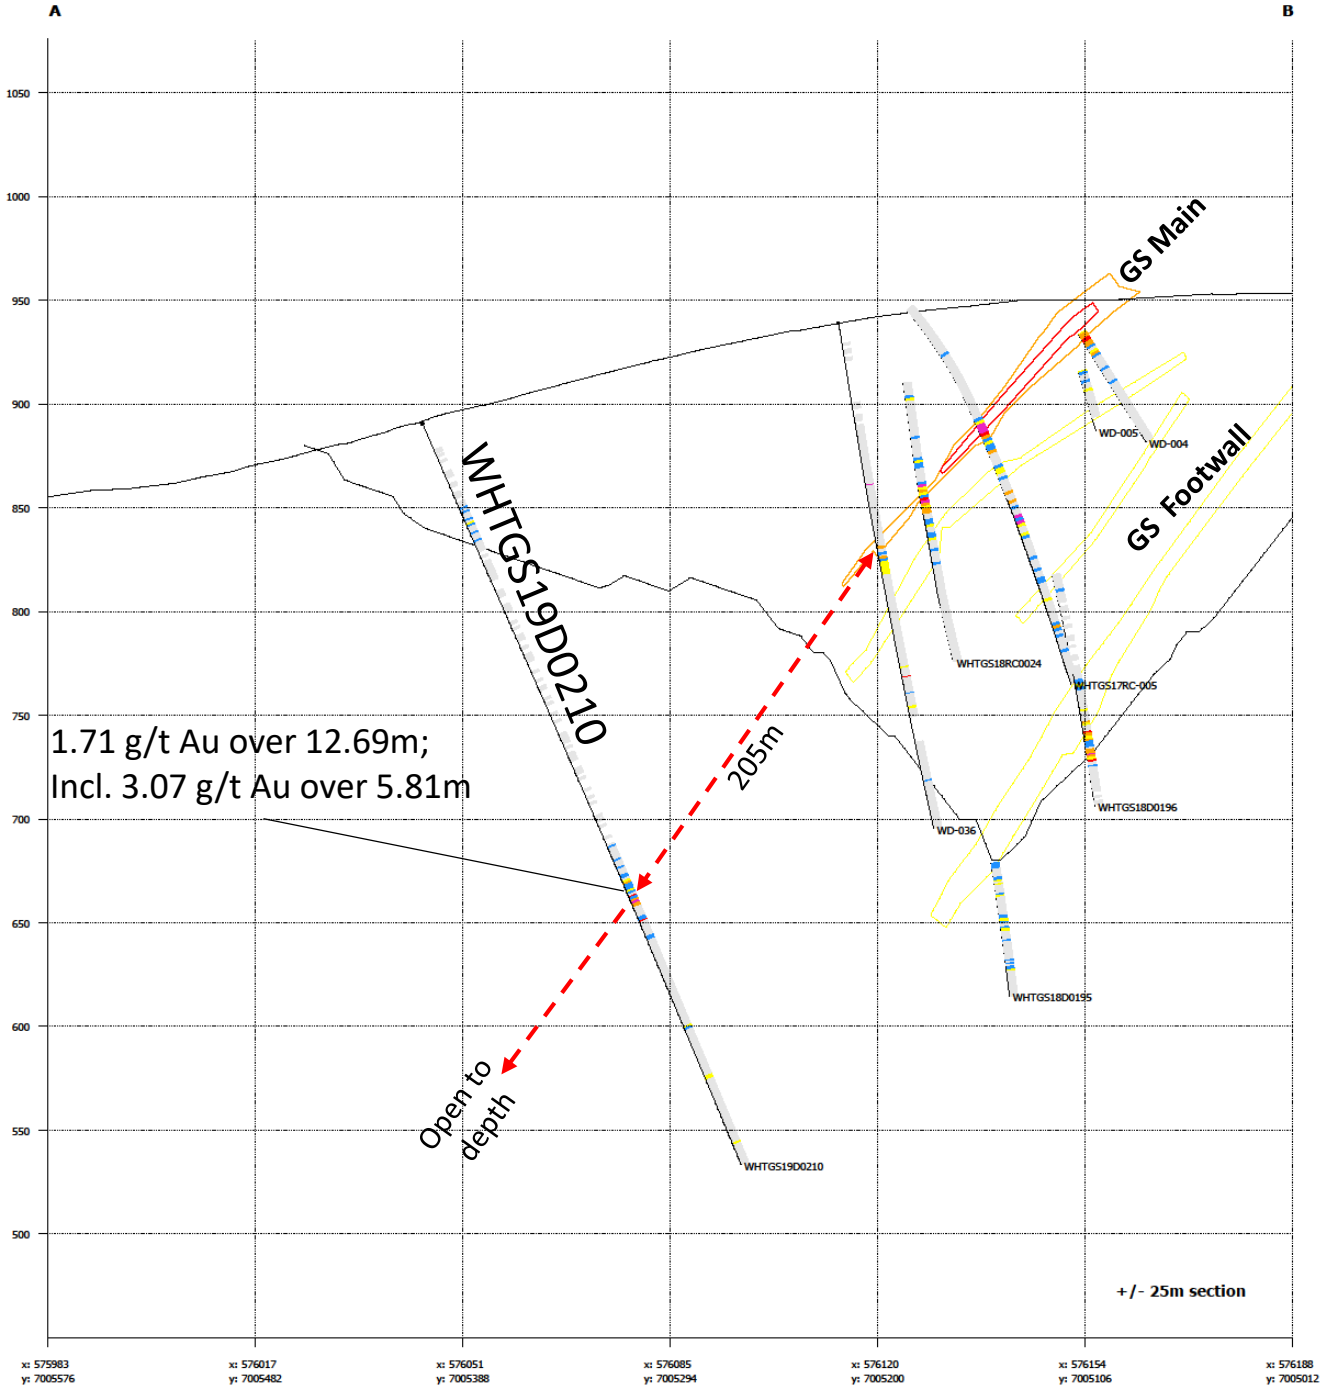 A
B
1050
1000
950
900
850
800
750
700
650
600
550
500
GS Main
GS Footwall
WD-005
WD-004
WHTGS19D0210
WHTGS18RC0024
WHTGS17RC-005
1.71 g/t Au over 12.69m;
Incl. 3.07 g/t Au over 5.81m
205m
WHTGS18D0196
WD-036
WHTGS18D0195
Open to
depth
WHTGS19D0210
+/- 25m section
x: 575983
y: 7005576
x: 576017
y: 7005482
x: 576051
y: 7005388
x: 576085
y: 7005294
x: 576120
y: 7005200
x: 576154
y: 7005106
x: 576188
y: 7005012